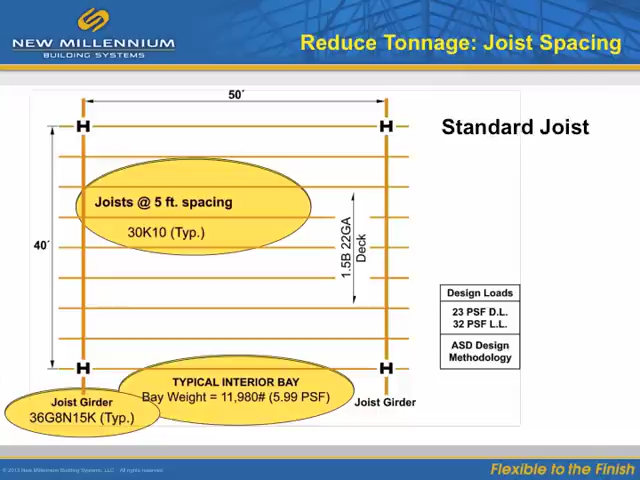 NEW MILLENNIUM
BUILDING SYSTEMS
Reduce Tonnage: Joist Spacing
50´
H
H
Standard Joist
Joists @ 5 ft. spacing
30K10 (Typ.)
40´
1.5B 22GA
Deck
Design Loads
23 PSF D.L.
32 PSF L.L.
ASD Design
Methodology
H
H
TYPICAL INTERIOR BAY
Bay Weight = 11,980# (5.99 PSF)
Joist Girder
36G8N15K (Typ.)
Joist Girder
© 2013 New Millennium Building Systems, LLC. All rights reserved.
Flexible to the Finish